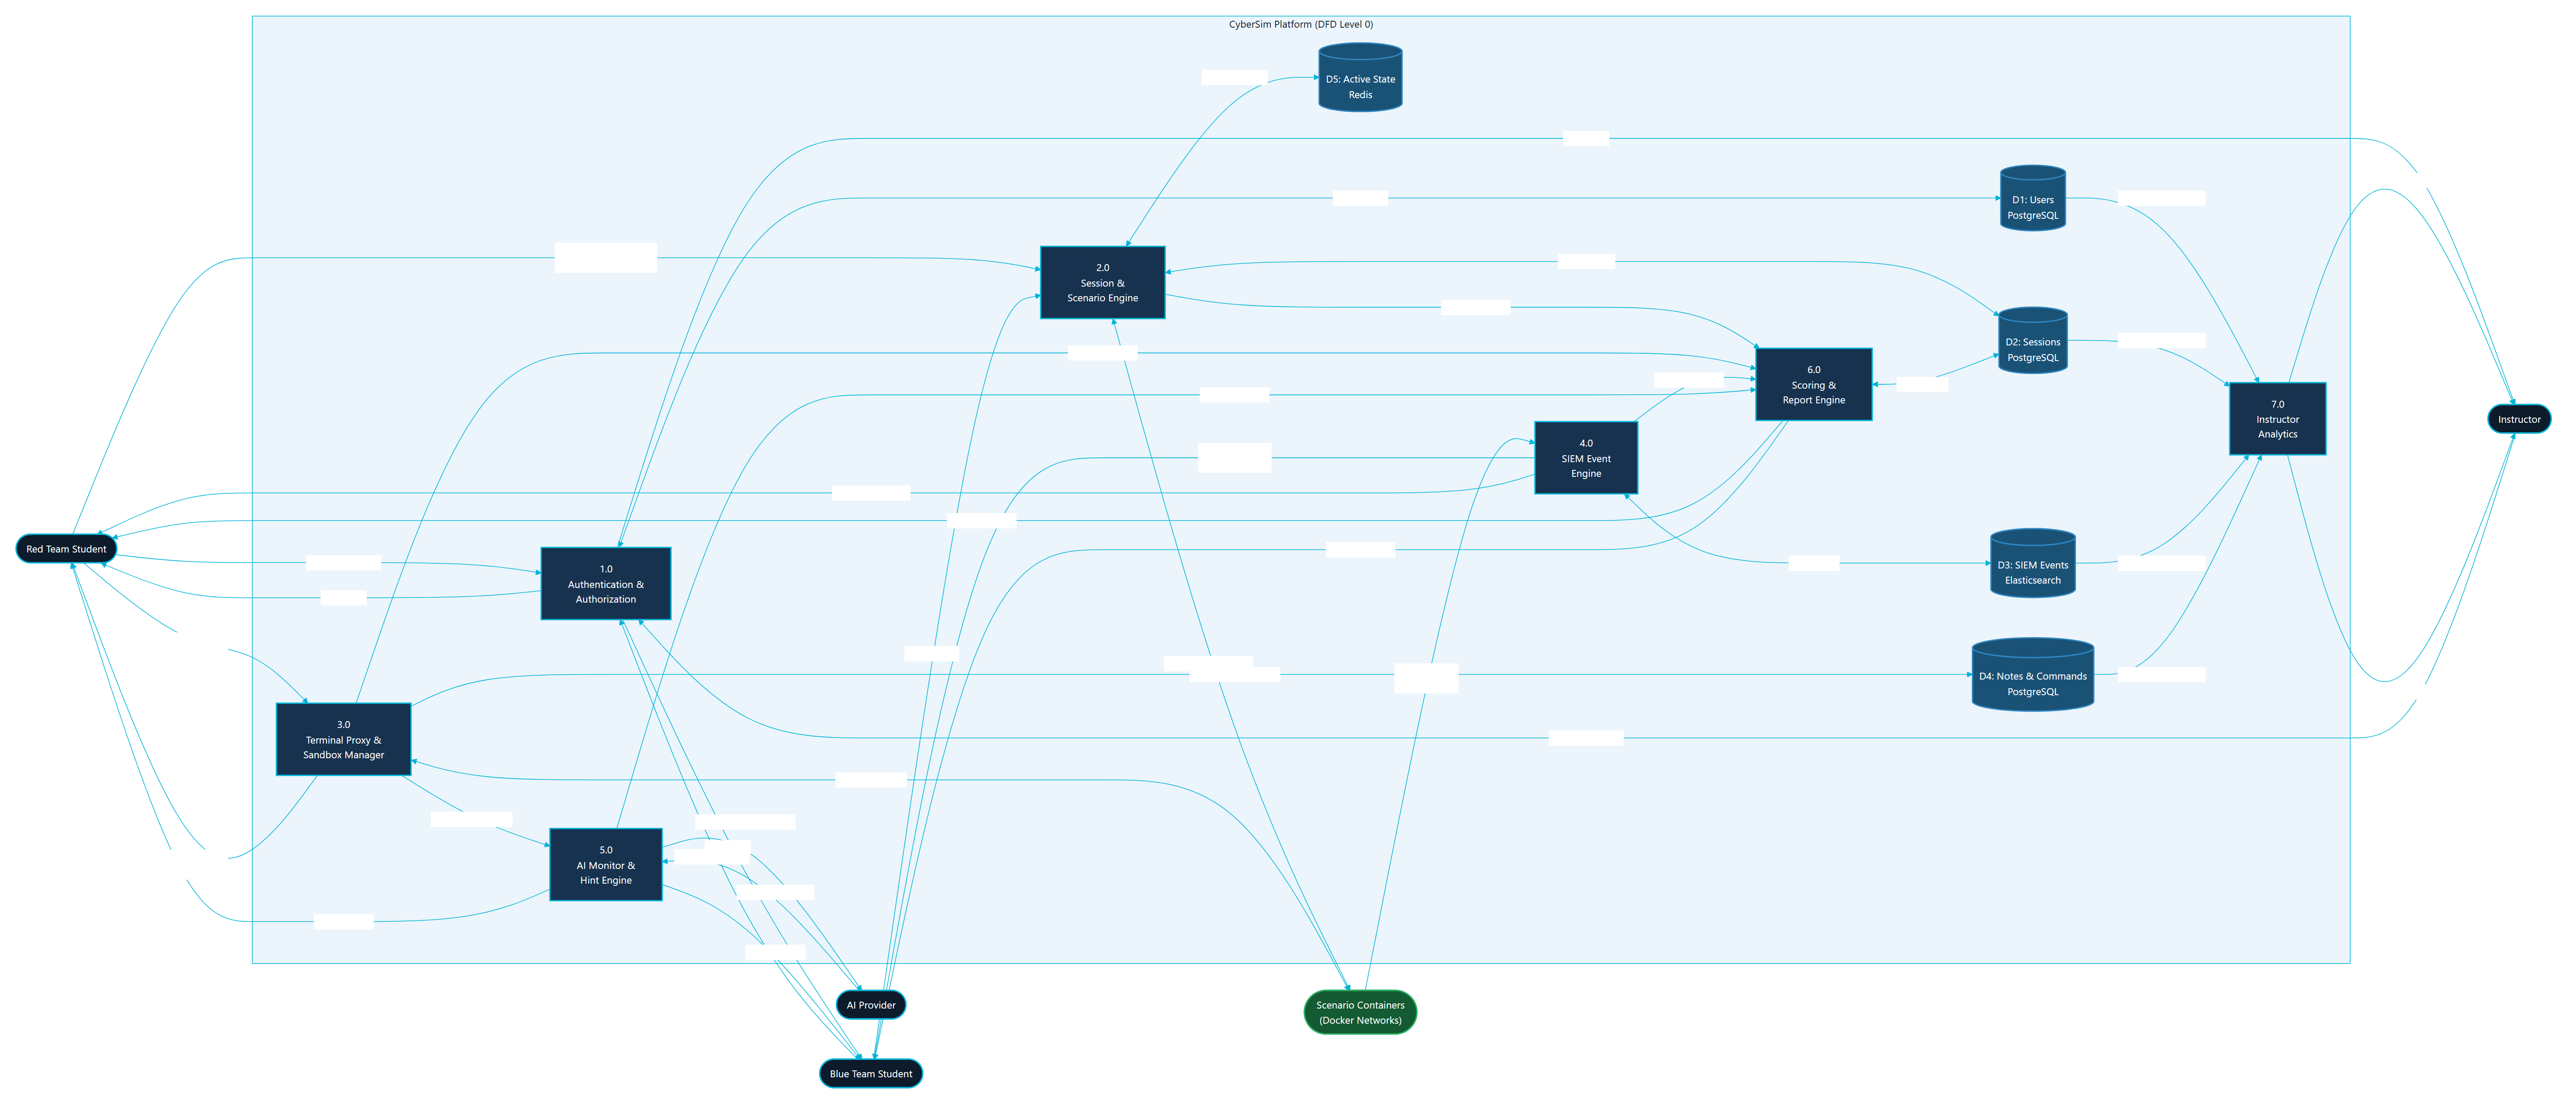 CyberSim Platform (DFD Level 0)
D5: Active State
Redis
D1: Users
PostgreSQL
2.0
Session &
Scenario Engine
D2: Sessions
PostgreSQL
6.0
Scoring &
Report Engine
7.0
Instructor
Analytics
Instructor
4.0
SIEM Event
Engine
Red Team Student
1.0
Authentication &
Authorization
D3: SIEM Events
Elasticsearch
D4: Notes & Commands
PostgreSQL
3.0
Terminal Proxy &
Sandbox Manager
5.0
AI Monitor &
Hint Engine
AI Provider
Scenario Containers
(Docker Networks)
Blue Team Student